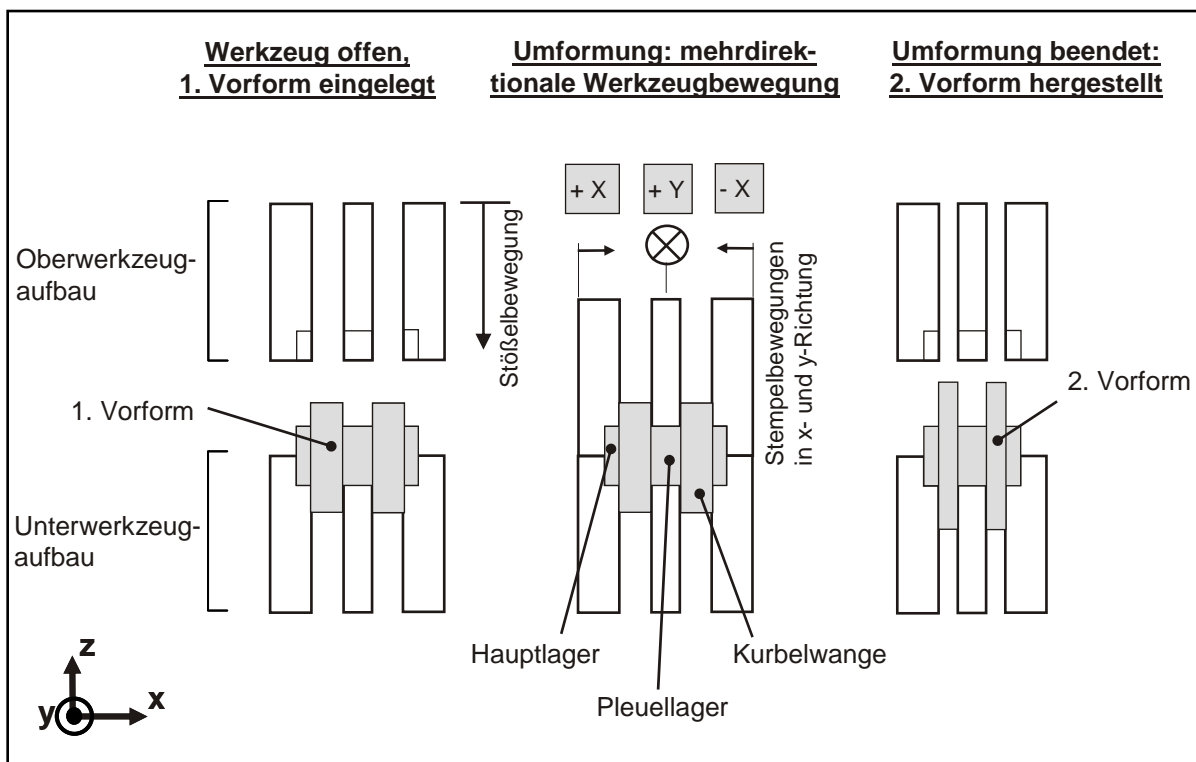 Werkzeug offen,
1. Vorform eingelegt
Umformung: mehrdirek-
tionale Werkzeugbewegung
Umformung beendet:
2. Vorform hergestellt
+ X
+ Y
- X
Oberwerkzeug-
aufbau
Stößelbewegung
Stempelbewegungen
in x- und y-Richtung
1. Vorform
2. Vorform
Unterwerkzeug-
aufbau
Hauptlager
Kurbelwange
Pleuellager
z
y
x